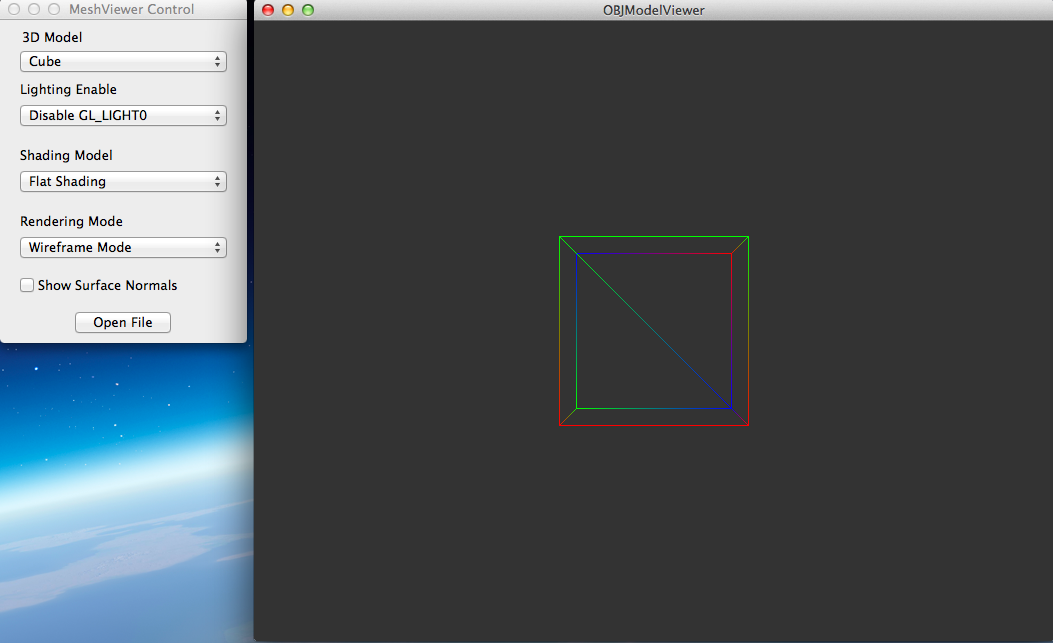 MeshViewer Control
3D Model
Cube
Lighting Enable
Disable GL_LIGHT0
Shading Model
Flat Shading
Rendering Mode
Wireframe Mode
Show Surface Normals
Open File
OBJModelViewer